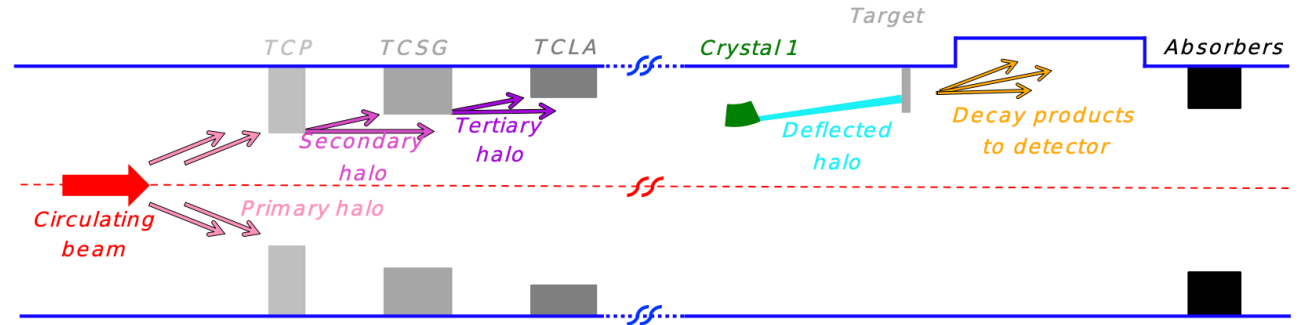 Target
TCP
TCSG
TCLA
Crystal 1
Absorbers
Secondary
halo
Tertiary
halo
Deflected
halo
Decay products
to detector
Primary halo
Circulating
beam